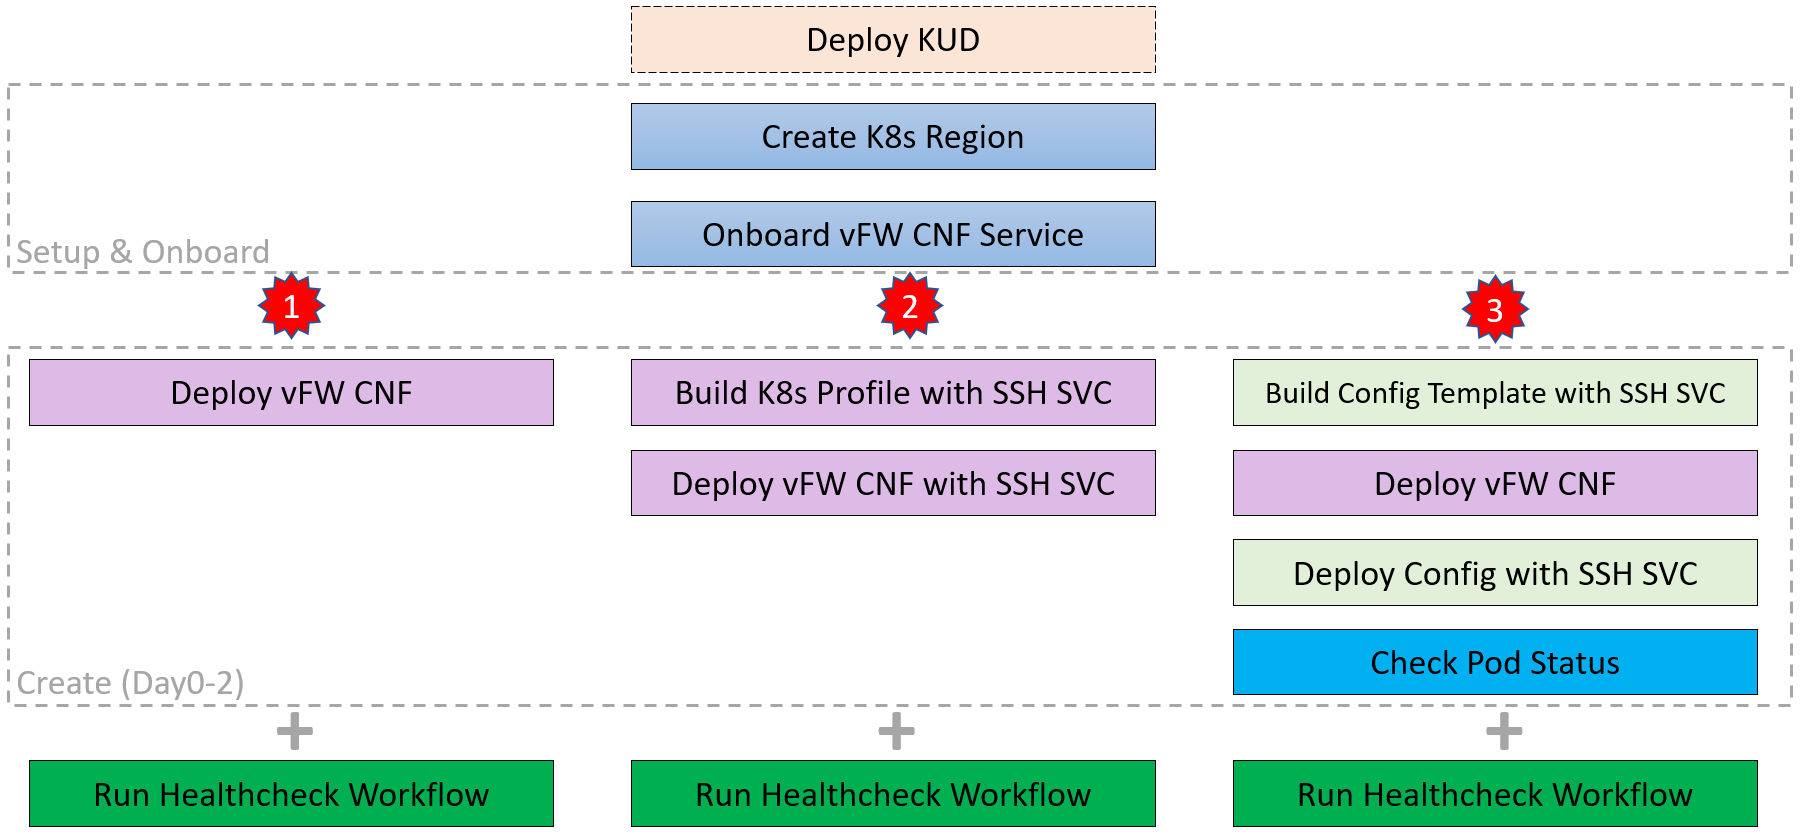 Deploy KUD
Create K8s Region
Onboard vFW CNF Service
Setup & Onboard
1
2
3
Deploy vFW CNF
Build K8s Profile with SSH SVC
Build Config Template with SSH SVC
Deploy vFW CNF with SSH SVC
Deploy vFW CNF
Deploy Config with SSH SVC
Check Pod Status
Create (Day0-2)
Run Healthcheck Workflow
Run Healthcheck Workflow
Run Healthcheck Workflow